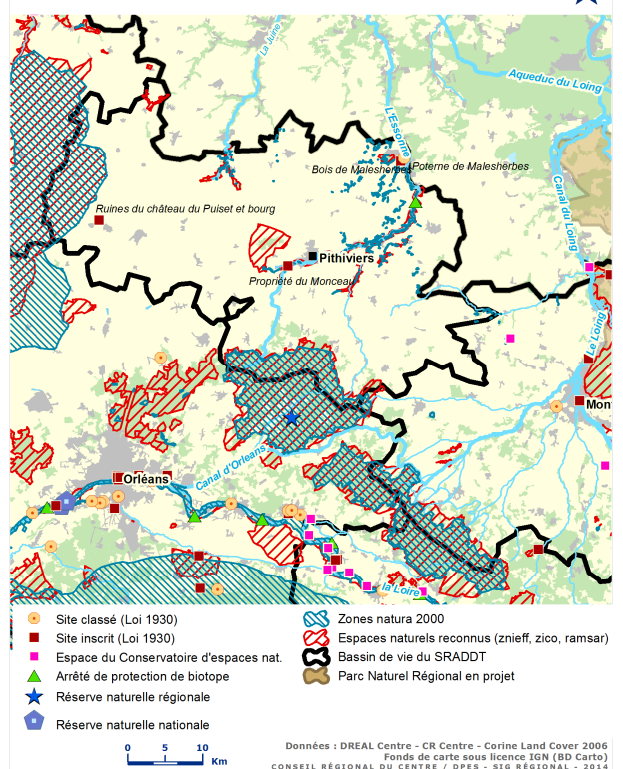 La Juine
Aqueduc du Loing
L'Essonne
Bois de Malesherbes
Poterne de Malesherbes
Canal du Loing
Ruines du château du Puiset et bourg
Pithiviers
Propriété du Monceau
Le Loing
Mon
Canal d'Orléans
Orléans
la Loire
Site classé (Loi 1930)
Site inscrit (Loi 1930)
Espace du Conservatoire d'espaces nat.
Arrêté de protection de biotope
Réserve naturelle régionale
Réserve naturelle nationale
Zones natura 2000
Espaces naturels reconnus (znieff, zico, ramsar)
Bassin de vie du SRADDT
Parc Naturel Régional en projet
0 5 10
Km
Données : DREAL Centre - CR Centre - Corine Land Cover 2006
Fonds de carte sous licence IGN (BD Carto)
CONSEIL RÉGIONAL DU CENTRE / DPES - SIG RÉGIONAL - 2014